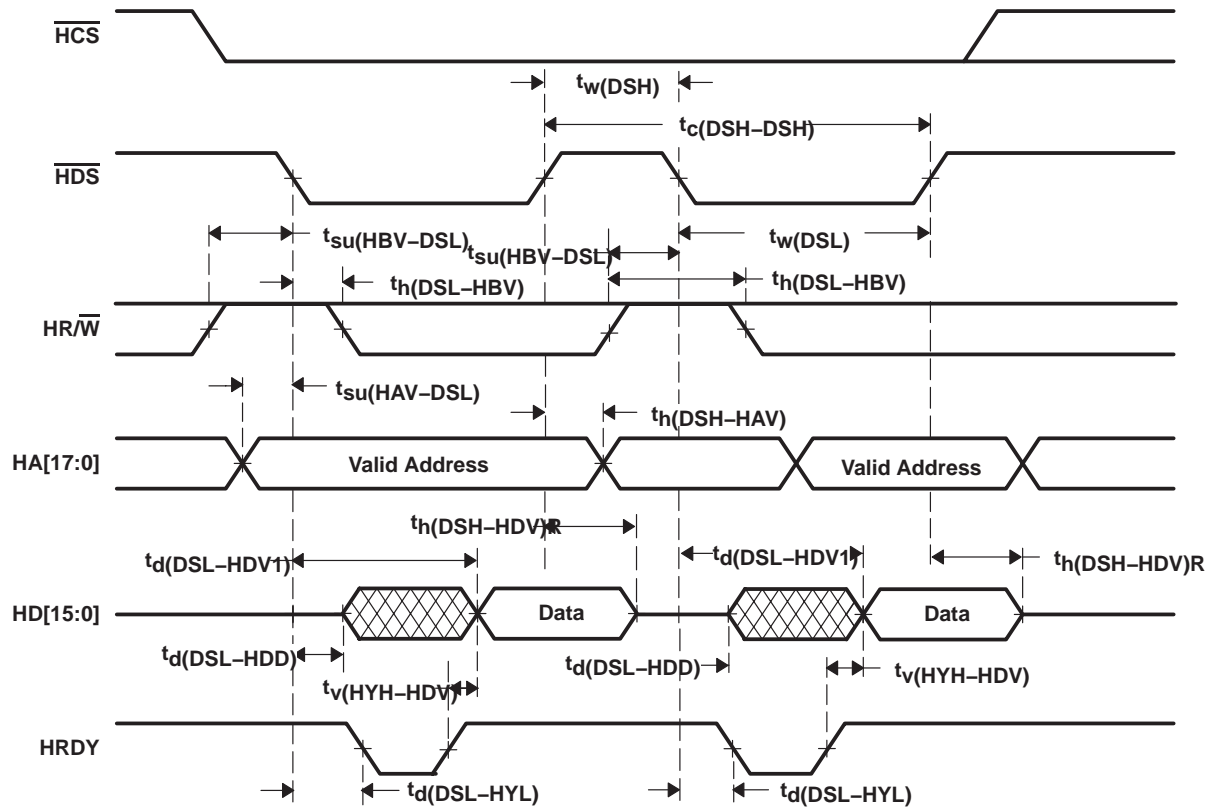 HCS
tw(DSH)
tc(DSH–DSH)
HDS
tsu(HBV–DSL)
tsu(HBV–DSL)
tw(DSL)
th(DSL–HBV)
th(DSL–HBV)
HR/W
tsu(HAV–DSL)
th(DSH–HAV)
HA[17:0]
Valid Address
Valid Address
th(DSH–HDV)R
td(DSL–HDV1)
td(DSL–HDV1)
th(DSH–HDV)R
HD[15:0]
Data
Data
td(DSL–HDD)
td(DSL–HDD)
tv(HYH–HDV)
tv(HYH–HDV)
HRDY
td(DSL–HYL)
td(DSL–HYL)